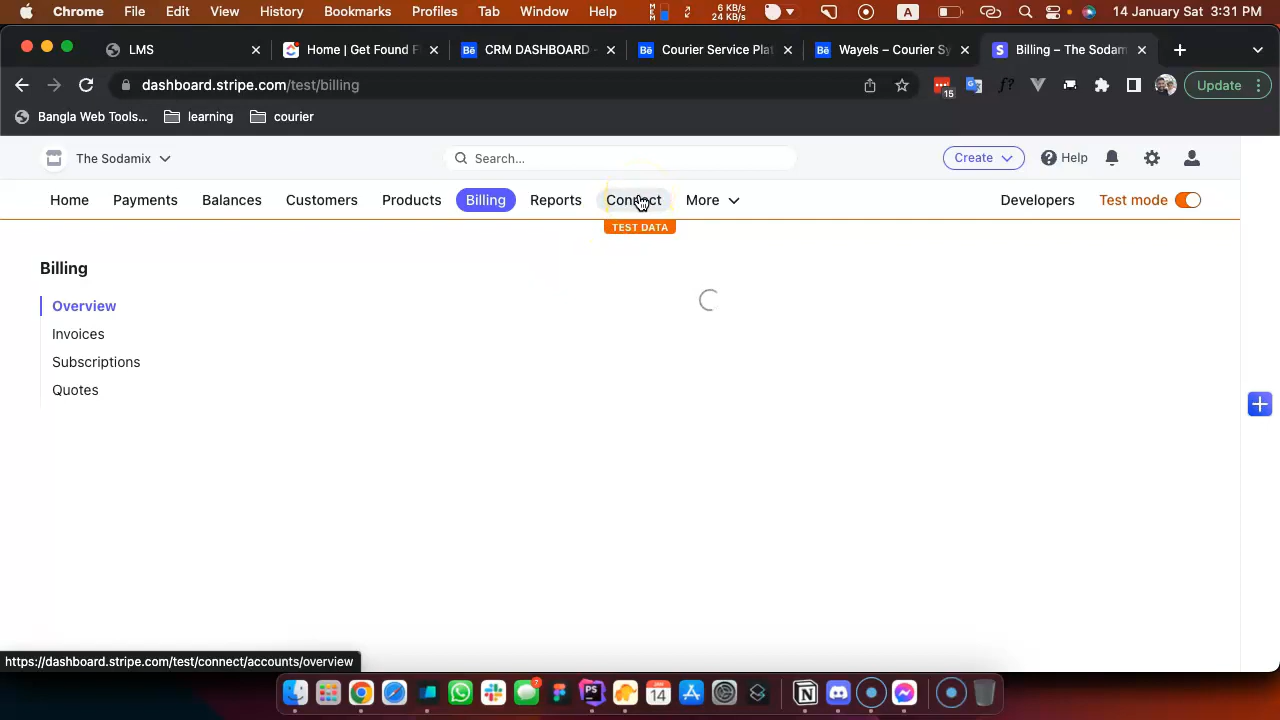 Chrome File Edit View History Bookmarks Profiles Tab Window Help 6 KB/s 24 KB/s A 14 January Sat 3:31 PM
LMS Home | Get Found F CRM DASHBOARD - Courier Service Plat Wayels – Courier Sy Billing – The Sodam
dashboard.stripe.com/test/billing 15 f? Update
Bangla Web Tools... learning courier
The Sodamix Search... Create Help
Home Payments Balances Customers Products Billing Reports Connect More Developers Test mode
TEST DATA
Billing
Overview
Invoices
Subscriptions
Quotes
https://dashboard.stripe.com/test/connect/accounts/overview